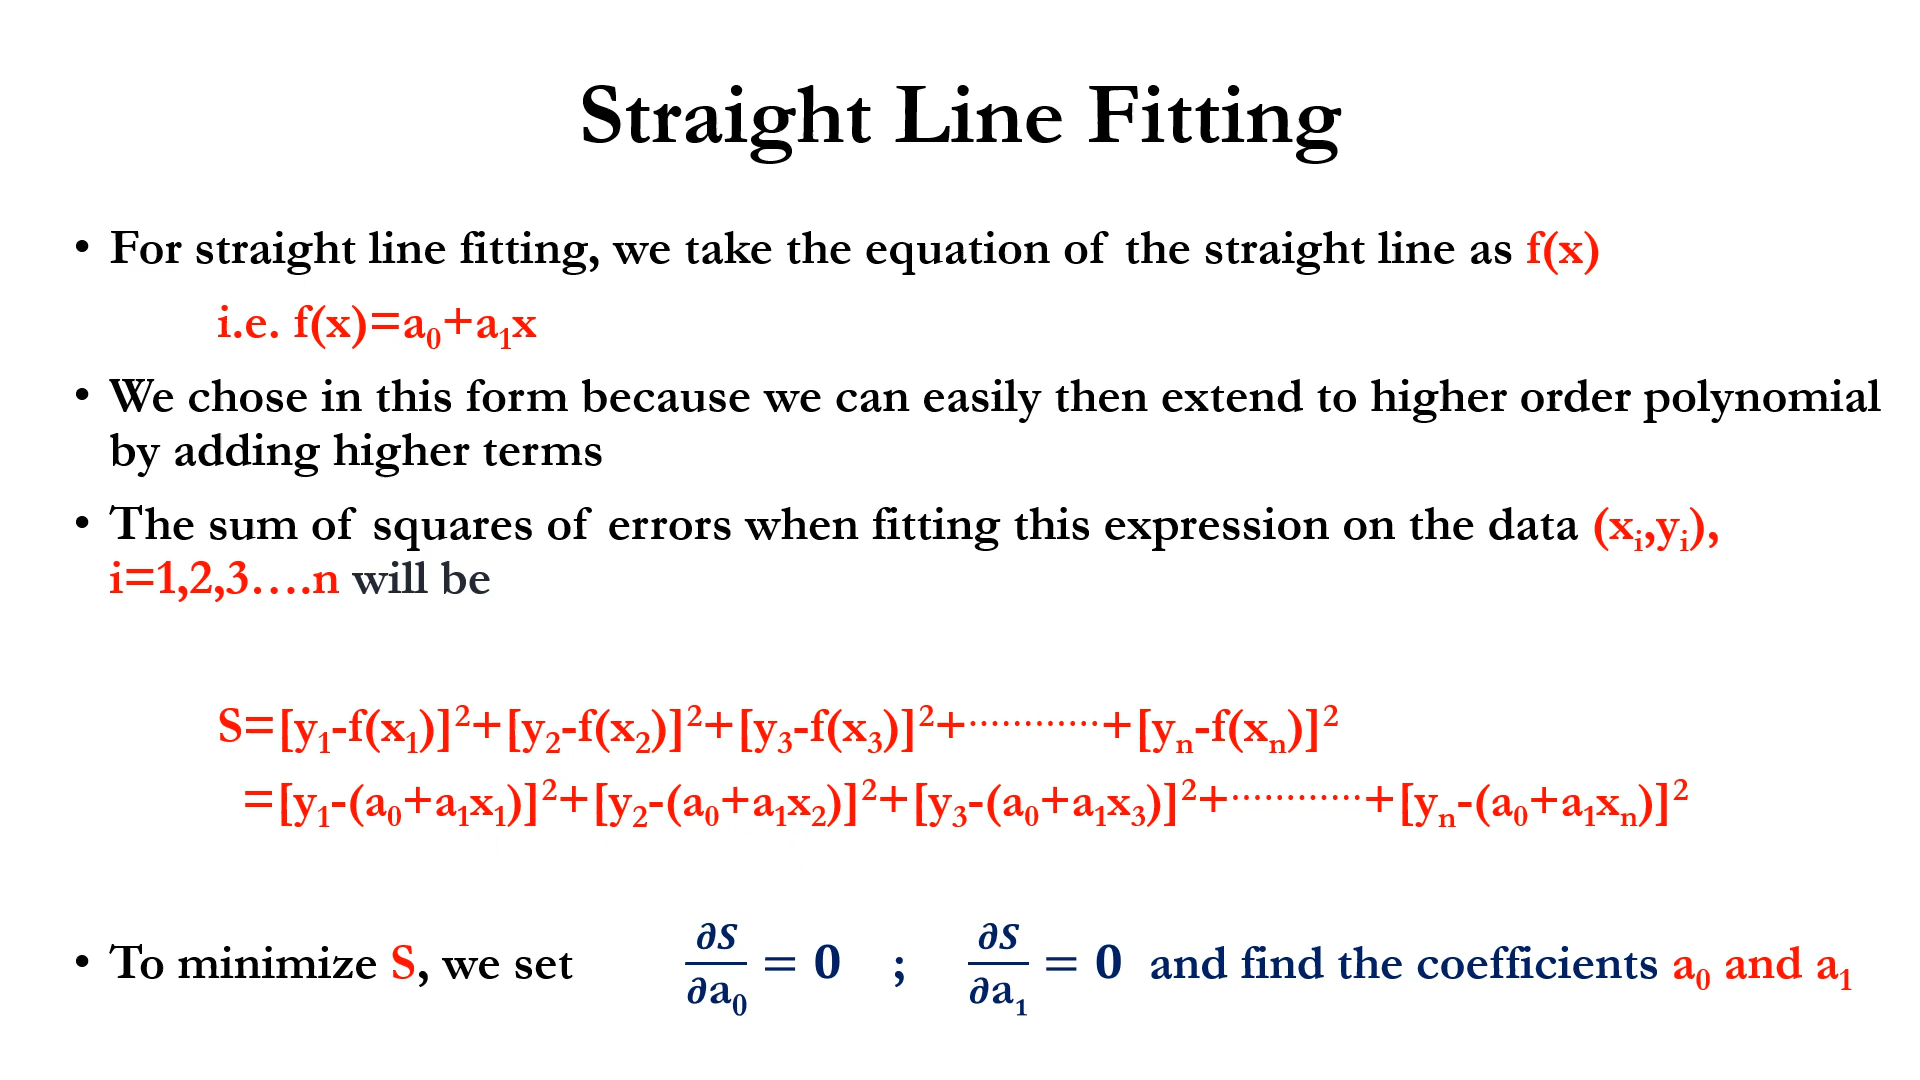 Straight Line Fitting
• For straight line fitting, we take the equation of the straight line as f(x)
i.e. f(x)=a₀+a₁x
• We chose in this form because we can easily then extend to higher order polynomial
by adding higher terms
• The sum of squares of errors when fitting this expression on the data (xᵢ,yᵢ),
i=1,2,3….n will be
S=[y₁-f(x₁)]²+[y₂-f(x₂)]²+[y₃-f(x₃)]²+············+[yₙ-f(xₙ)]²
=[y₁-(a₀+a₁x₁)]²+[y₂-(a₀+a₁x₂)]²+[y₃-(a₀+a₁x₃)]²+············+[yₙ-(a₀+a₁xₙ)]²
• To minimize S, we set ∂S/∂a₀ = 0 ; ∂S/∂a₁ = 0 and find the coefficients a₀ and a₁